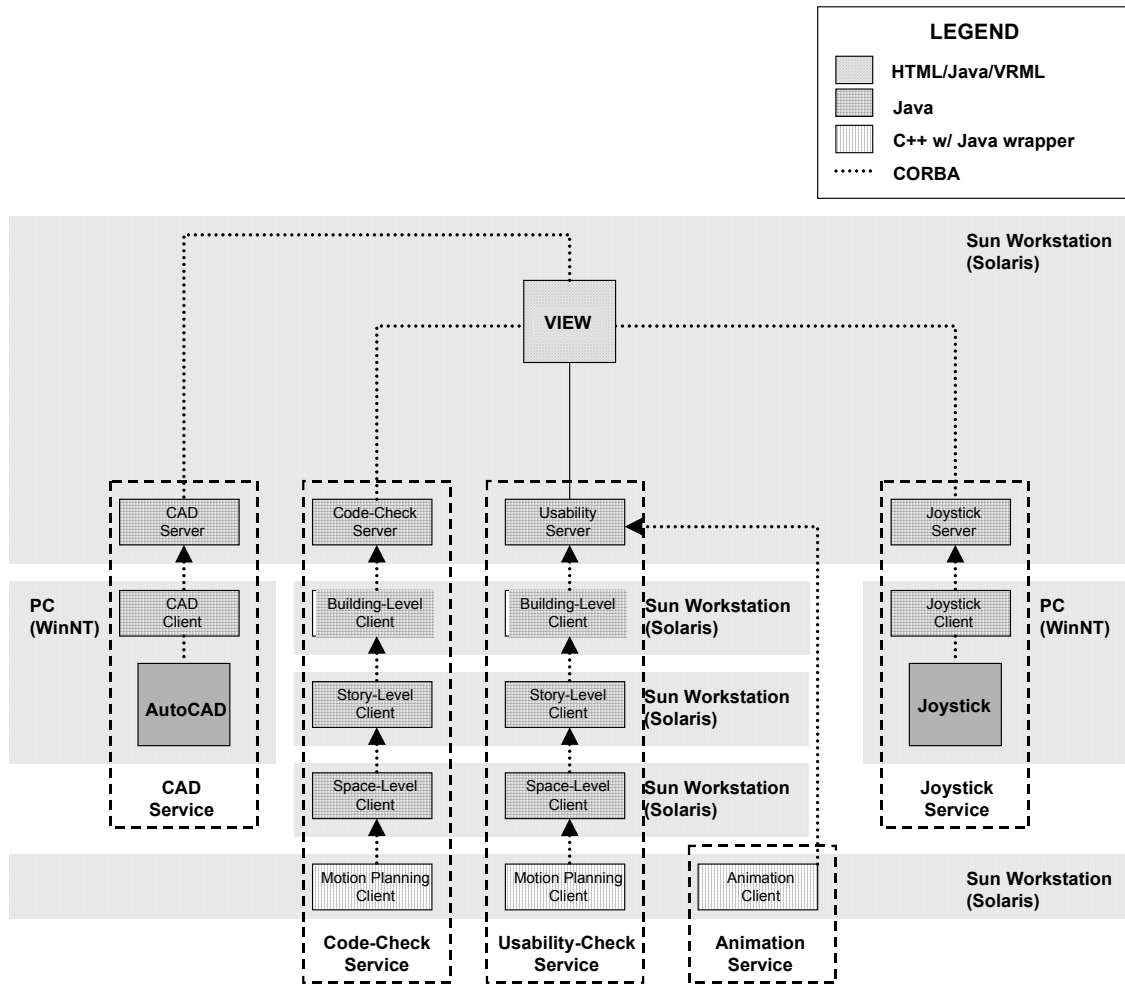 LEGEND
HTML/Java/VRML
Java
C++ w/ Java wrapper
CORBA
Sun Workstation
(Solaris)
VIEW
CAD
Server
Code-Check
Server
Usability
Server
Joystick
Server
PC
(WinNT)
CAD
Client
Building-Level
Client
Building-Level
Client
Sun Workstation
(Solaris)
Joystick
Client
PC
(WinNT)
AutoCAD
Story-Level
Client
Story-Level
Client
Sun Workstation
(Solaris)
Joystick
CAD
Service
Space-Level
Client
Space-Level
Client
Sun Workstation
(Solaris)
Joystick
Service
Motion Planning
Client
Motion Planning
Client
Animation
Client
Sun Workstation
(Solaris)
Code-Check
Service
Usability-Check
Service
Animation
Service